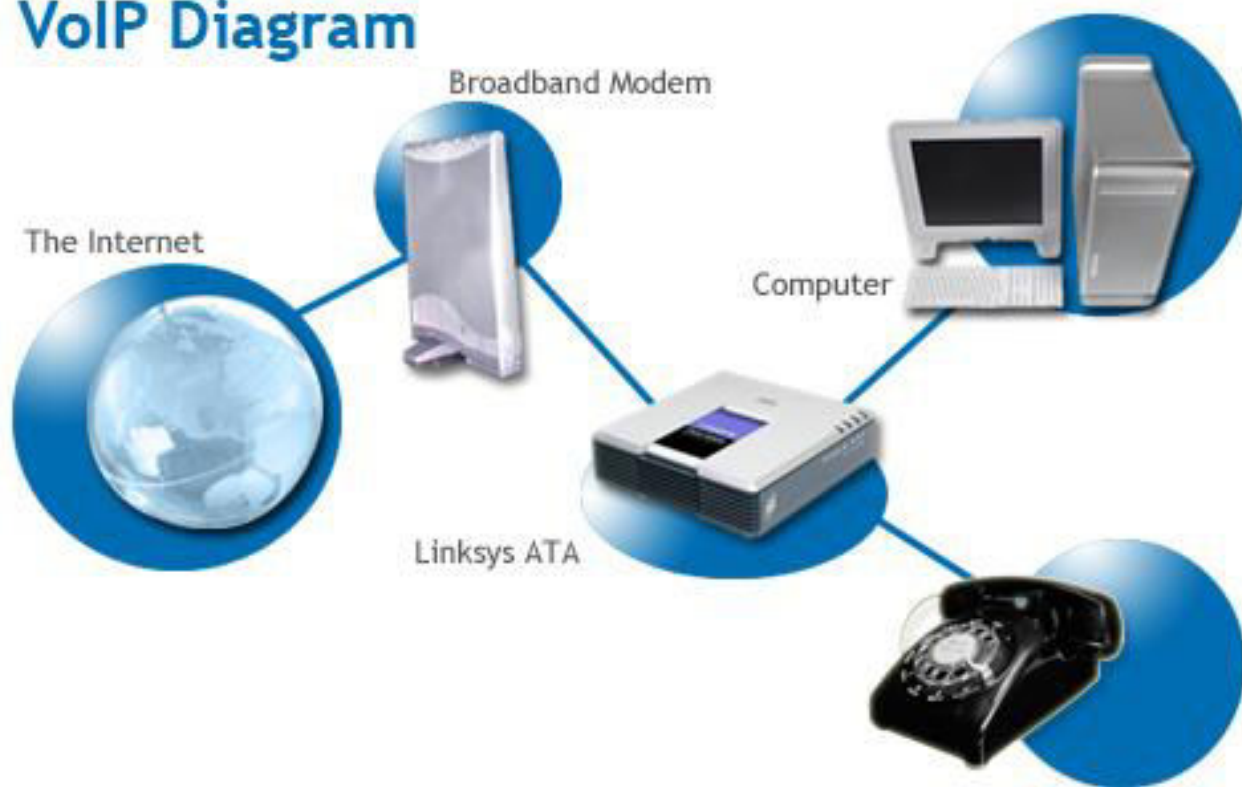 VoIP Diagram
Broadband Modem
The Internet
Computer
Linksys ATA